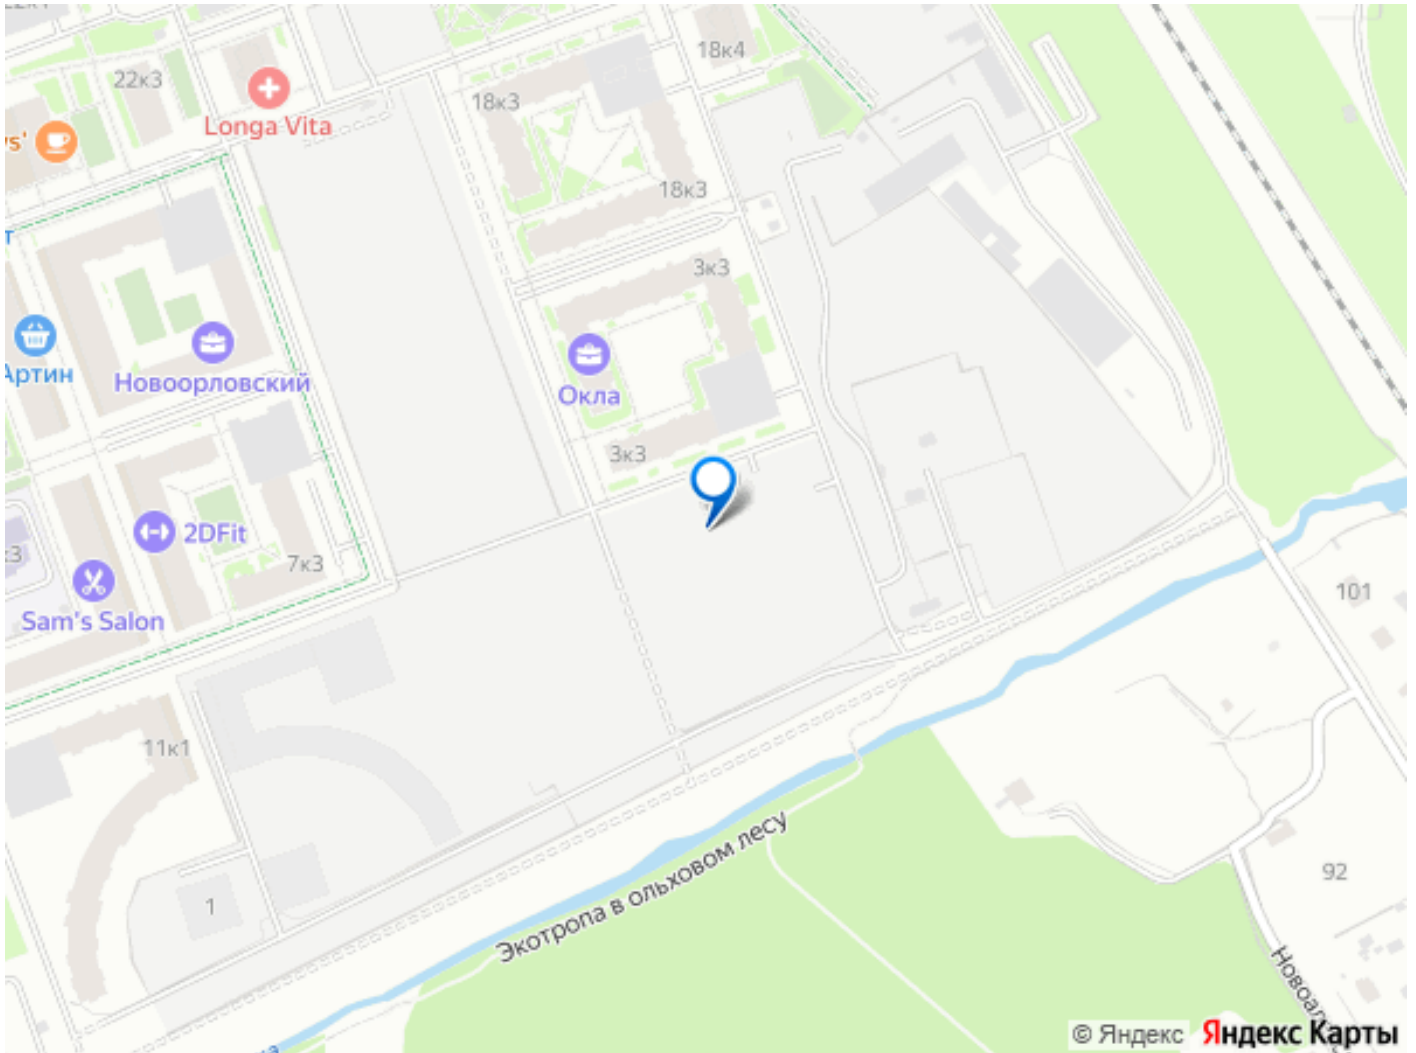 22к3
18к4
18к3
Longa Vita
18к3
3к3
Новоорловский
Артин
Окла
3к3
2DFit
7к3
Sam's Salon
101
11к1
92
1
Экотропа в ольховом лесу
© Яндекс Яндекс Карты